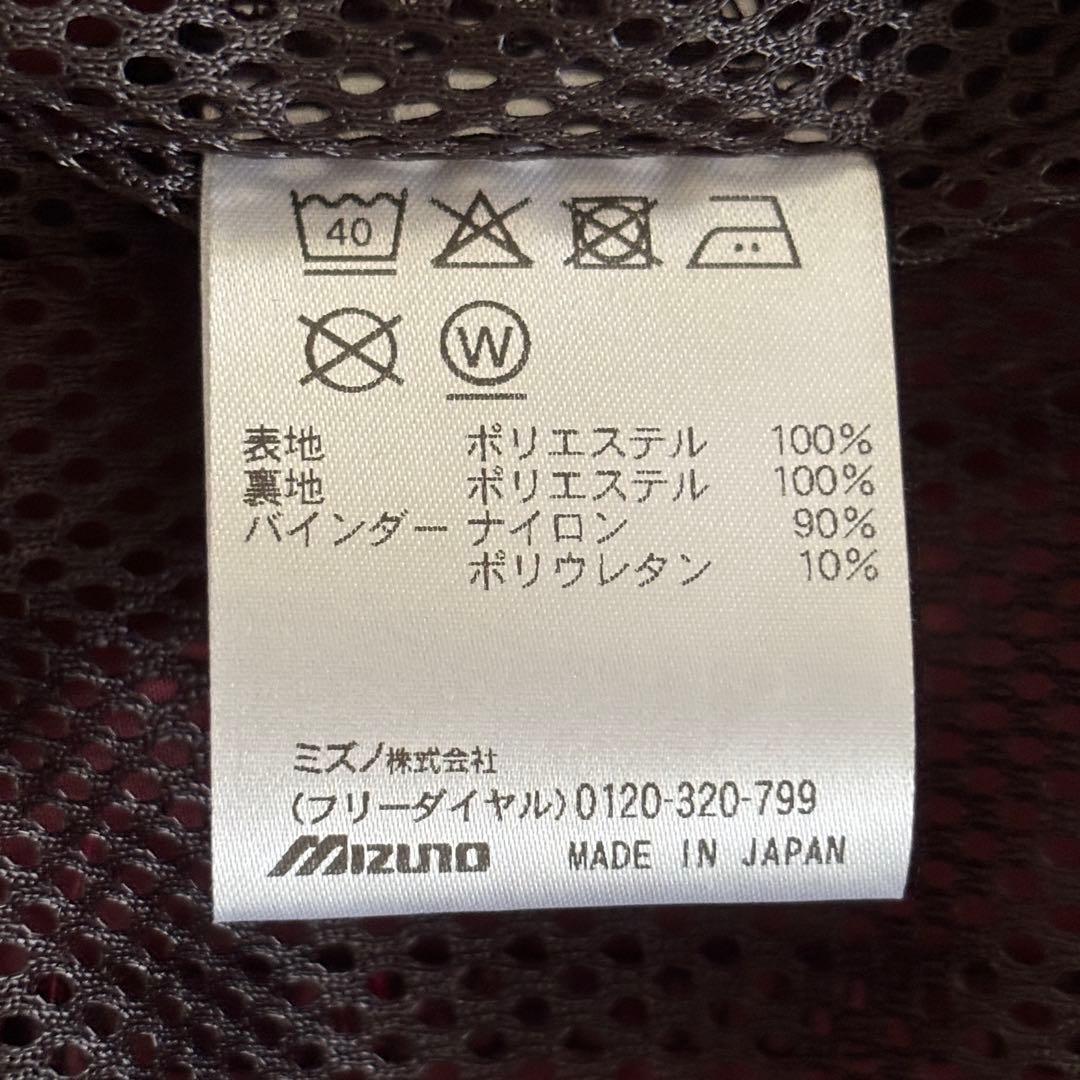 40
W
表地 ポリエステル 100%
裏地 ポリエステル 100%
バインダー ナイロン 90%
ポリウレタン 10%
ミズノ株式会社
(フリーダイヤル)0120-320-799
MIZUNO MADE IN JAPAN